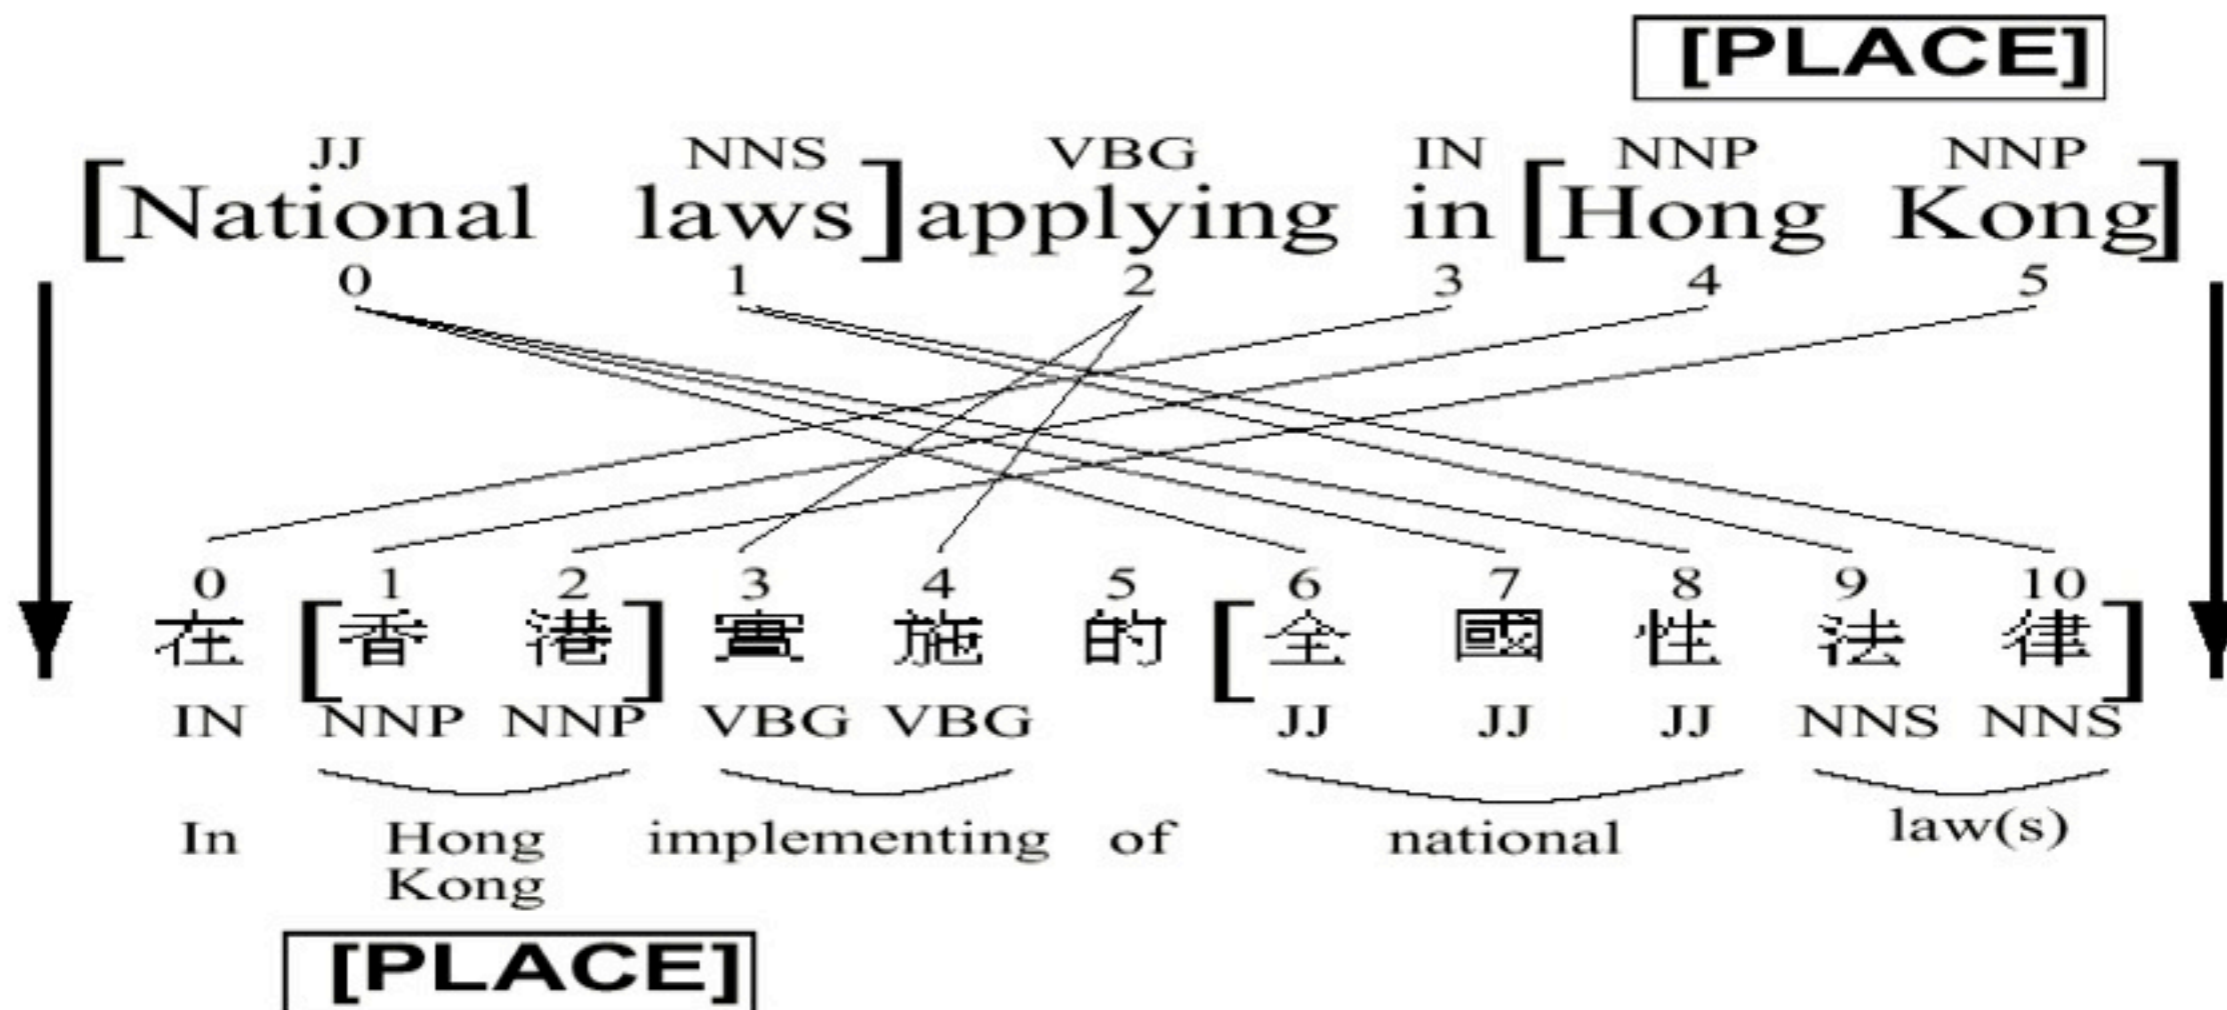 [PLACE]
JJ NNS VBG IN NNP NNP
[National laws] applying in [Hong Kong]
0 1 2 3 4 5
0 1 2 3 4 5 6 7 8 9 10
在 [香 港] 實 施 的 [全 國 性 法 律]
IN NNP NNP VBG VBG JJ JJ JJ NNS NNS
In Hong implementing of national law(s)
Kong
[PLACE]